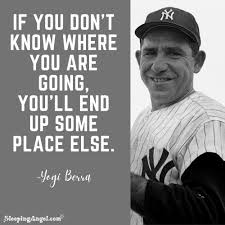 IF YOU DON'T
KNOW WHERE
YOU ARE
GOING,
YOU'LL END
UP SOME
PLACE ELSE.
-Yogi Berra
SleepingAngel.com®